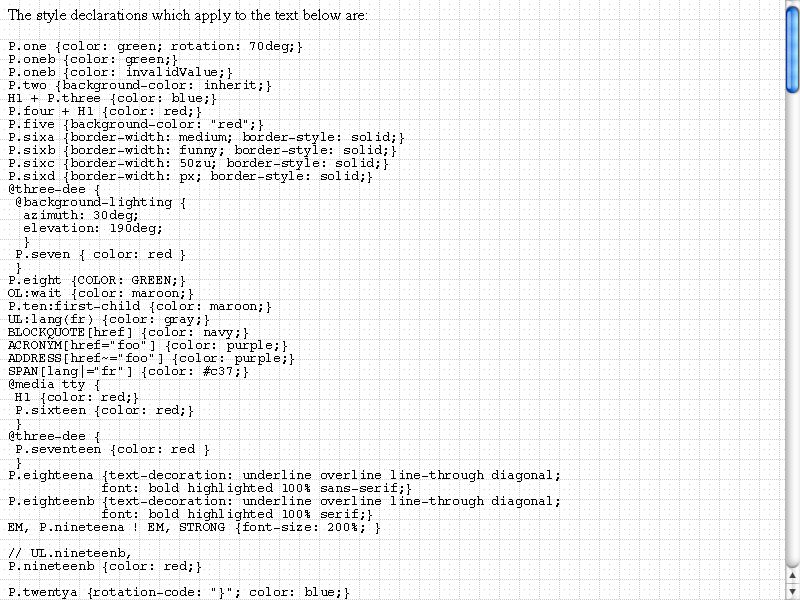 The style declarations which apply to the text below are:
P.one {color: green; rotation: 70deg;}
P.oneb {color: green;}
P.oneb {color: invalidValue;}
P.two {background-color: inherit;}
H1 + P.three {color: blue;}
P.four + H1 {color: red;}
P.five {background-color: "red";}
P.sixa {border-width: medium; border-style: solid;}
P.sixb {border-width: funny; border-style: solid;}
P.sixc {border-width: 50zu; border-style: solid;}
P.sixd {border-width: px; border-style: solid;}
@three-dee {
 @background-lighting {
  azimuth: 30deg;
  elevation: 190deg;
  }
 P.seven { color: red }
 }
P.eight {COLOR: GREEN;}
OL:wait {color: maroon;}
P.ten:first-child {color: maroon;}
UL:lang(fr) {color: gray;}
BLOCKQUOTE[href] {color: navy;}
ACRONYM[href="foo"] {color: purple;}
ADDRESS[href~="foo"] {color: purple;}
SPAN[lang|="fr"] {color: #c37;}
@media tty {
 H1 {color: red;}
 P.sixteen {color: red;}
 }
@three-dee {
 P.seventeen {color: red }
 }
P.eighteena {text-decoration: underline overline line-through diagonal;
            font: bold highlighted 100% sans-serif;}
P.eighteenb {text-decoration: underline overline line-through diagonal;
            font: bold highlighted 100% serif;}
EM, P.nineteena ! EM, STRONG {font-size: 200%; }
// UL.nineteenb,
P.nineteenb {color: red;}
P.twentya {rotation-code: "}"; color: blue;}